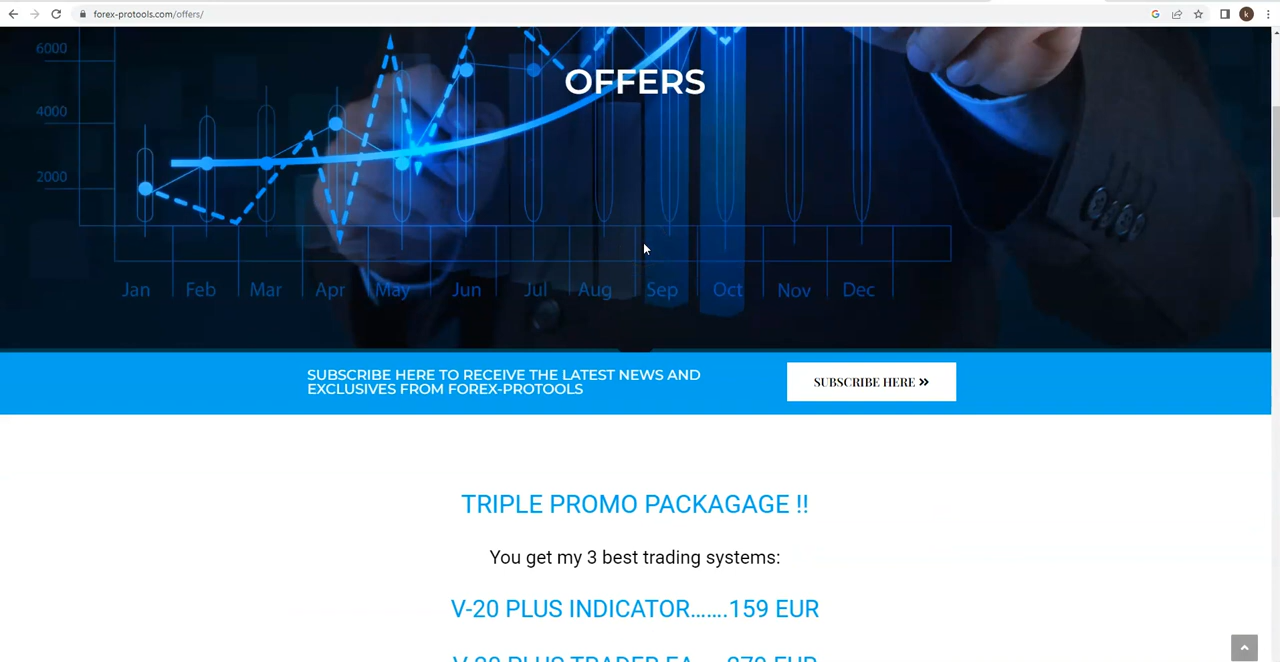 forex-protools.com/offers/
k
6000
OFFERS
4000
2000
Jan Feb Mar Apr May Jun Jul Aug Sep Oct Nov Dec
SUBSCRIBE HERE TO RECEIVE THE LATEST NEWS AND
EXCLUSIVES FROM FOREX-PROTOOLS
SUBSCRIBE HERE »
TRIPLE PROMO PACKAGAGE !!
You get my 3 best trading systems:
V-20 PLUS INDICATOR.......159 EUR